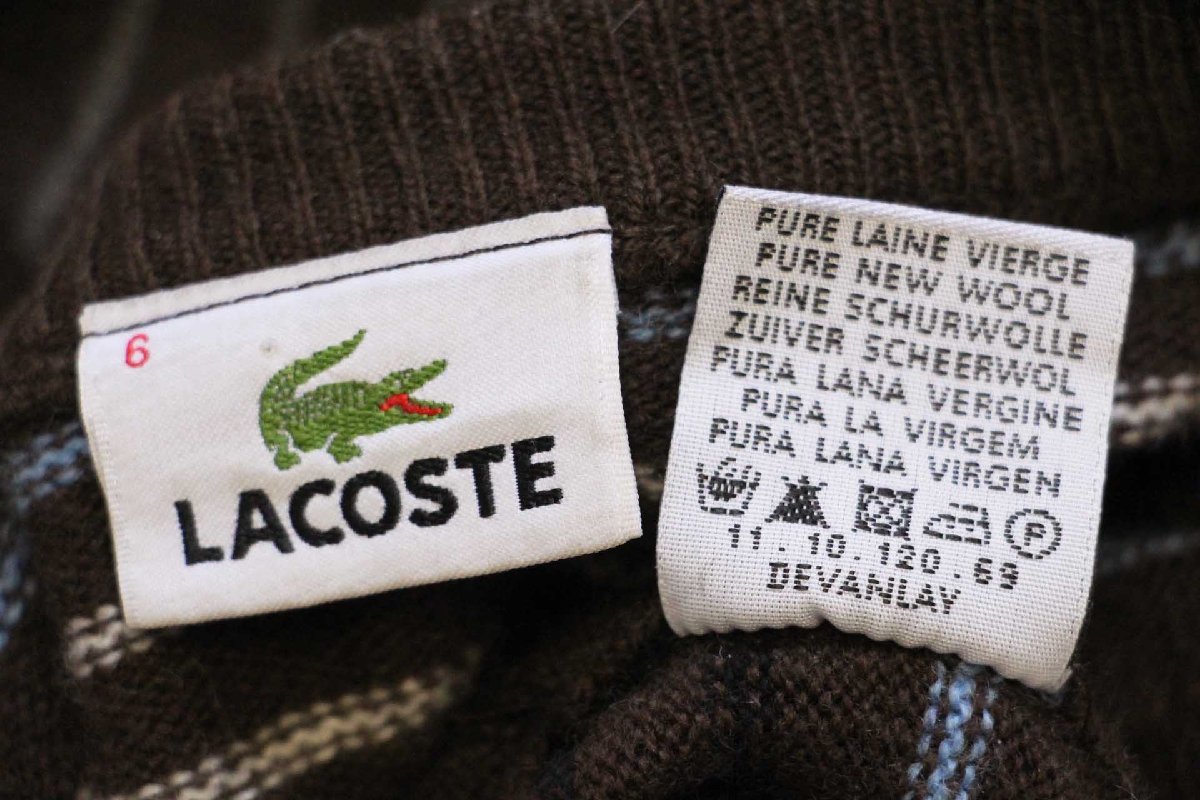 6
LACOSTE
PURE LAINE VIERGE
PURE NEW WOOL
REINE SCHURWOLLE
ZUIVER SCHEERWOL
PURA LANA VERGINE
PURA LA VIRGEM
PURA LANA VIRGEN
P
11.10.120.69
DEVANLAY